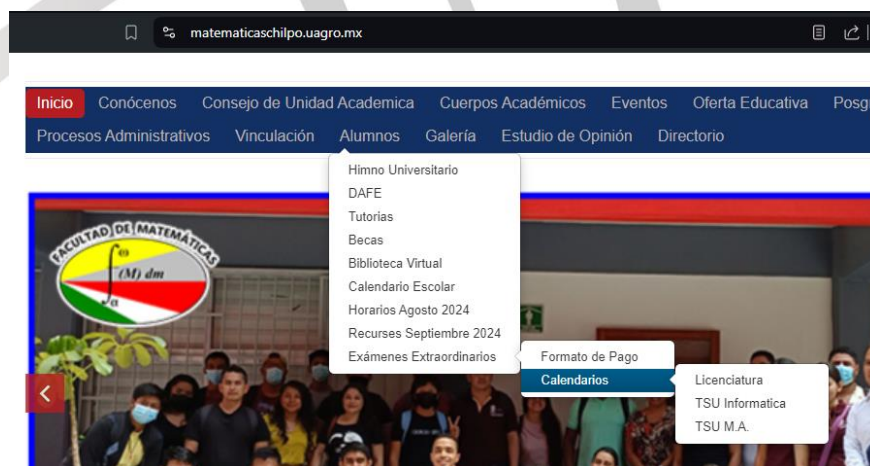 matematicaschilpo.uagro.mx
Inicio Conócenos Consejo de Unidad Academica Cuerpos Académicos Eventos Oferta Educativa
Procesos Administrativos Vinculación Alumnos Galería Estudio de Opinión Directorio
Himno Universitario
DAFE
Tutorias
Becas
Biblioteca Virtual
Calendario Escolar
Horarios Agosto 2024
Recurses Septiembre 2024
Exámenes Extraordinarios
Formato de Pago
Calendarios
Licenciatura
TSU Informatica
TSU M.A.
FACULTAD DE MATEMÁTICAS
(M) dm